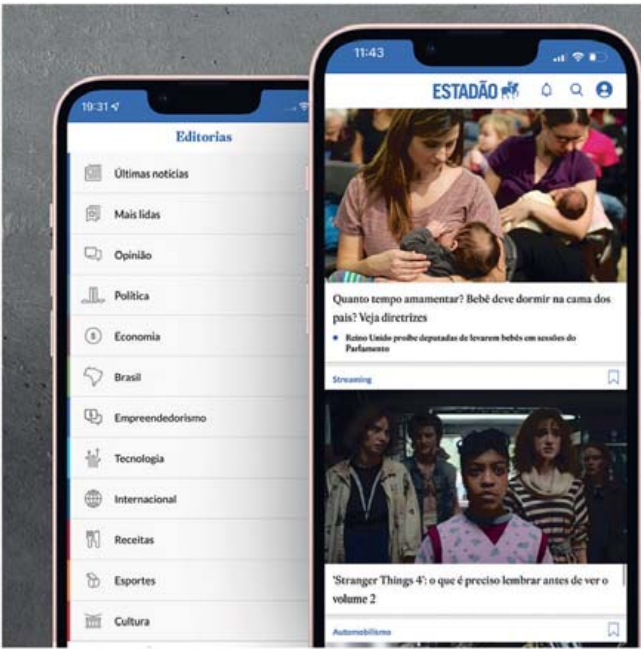 19:31
Editorias
Últimas notícias
Mais lidas
Opinião
Política
Economia
Brasil
Empreendedorismo
Tecnologia
Internacional
Receitas
Esportes
Cultura
11:43
ESTADÃO
Quanto tempo amamentar? Bebê deve dormir na cama dos
pais? Veja diretrizes
Reino Unido proíbe deputadas de levarem bebês em sessões do
Parlamento
Streaming
'Stranger Things 4': o que é preciso lembrar antes de ver o
volume 2
Automobilismo